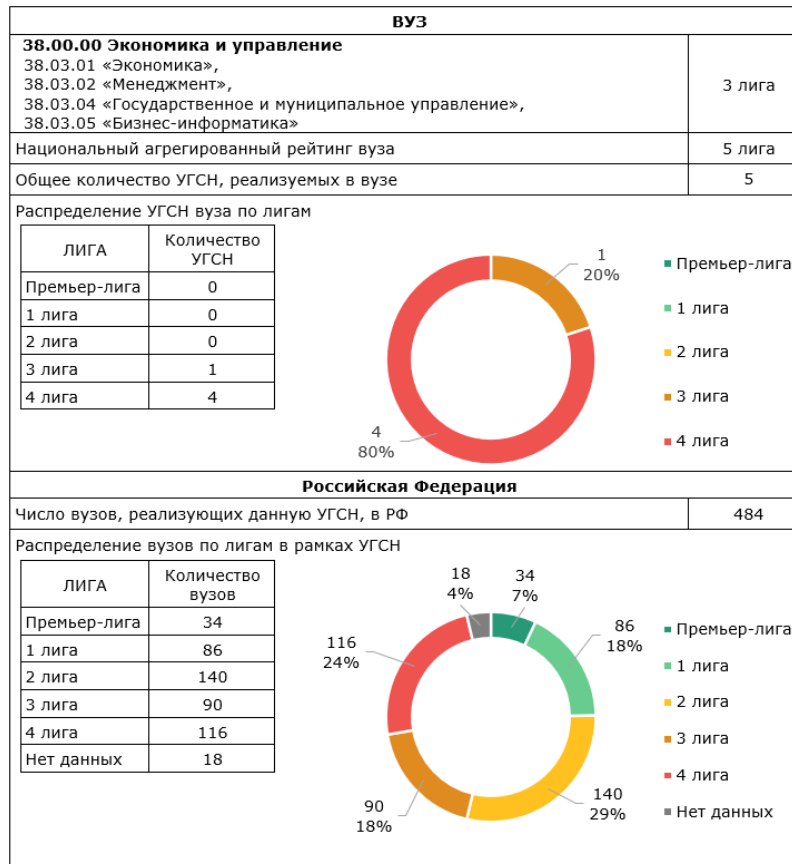 ВУЗ
38.00.00 Экономика и управление
38.03.01 «Экономика»,
38.03.02 «Менеджмент»,
38.03.04 «Государственное и муниципальное управление»,
38.03.05 «Бизнес-информатика»
3 лига
Национальный агрегированный рейтинг вуза
5 лига
Общее количество УГСН, реализуемых в вузе
5
Распределение УГСН вуза по лигам
ЛИГА
Количество
УГСН
Премьер-лига 0
1 лига 0
2 лига 0
3 лига 1
4 лига 4
1
20%
4
80%
Премьер-лига
1 лига
2 лига
3 лига
4 лига
Российская Федерация
Число вузов, реализующих данную УГСН, в РФ
484
Распределение вузов по лигам в рамках УГСН
ЛИГА
Количество
вузов
Премьер-лига 34
1 лига 86
2 лига 140
3 лига 90
4 лига 116
Нет данных 18
18
4%
34
7%
86
18%
116
24%
140
29%
90
18%
Премьер-лига
1 лига
2 лига
3 лига
4 лига
Нет данных